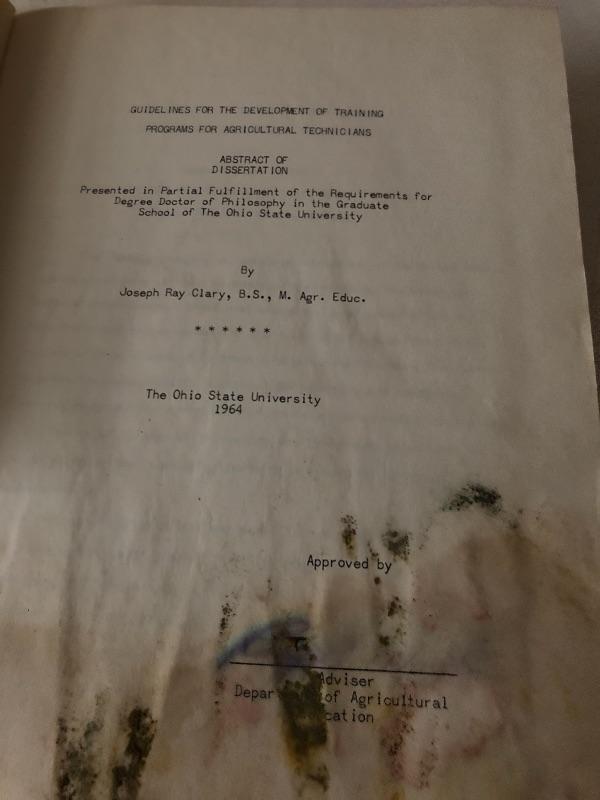 GUIDELINES FOR THE DEVELOPMENT OF TRAINING
PROGRAMS FOR AGRICULTURAL TECHNICIANS
ABSTRACT OF
DISSERTATION
Presented in Partial Fulfillment of the Requirements for
Degree Doctor of Philosophy in the Graduate
School of The Ohio State University
By
Joseph Ray Clary, B.S., M. Agr. Educ.
* * * * * *
The Ohio State University
1964
Approved by
Adviser
of Agricultural